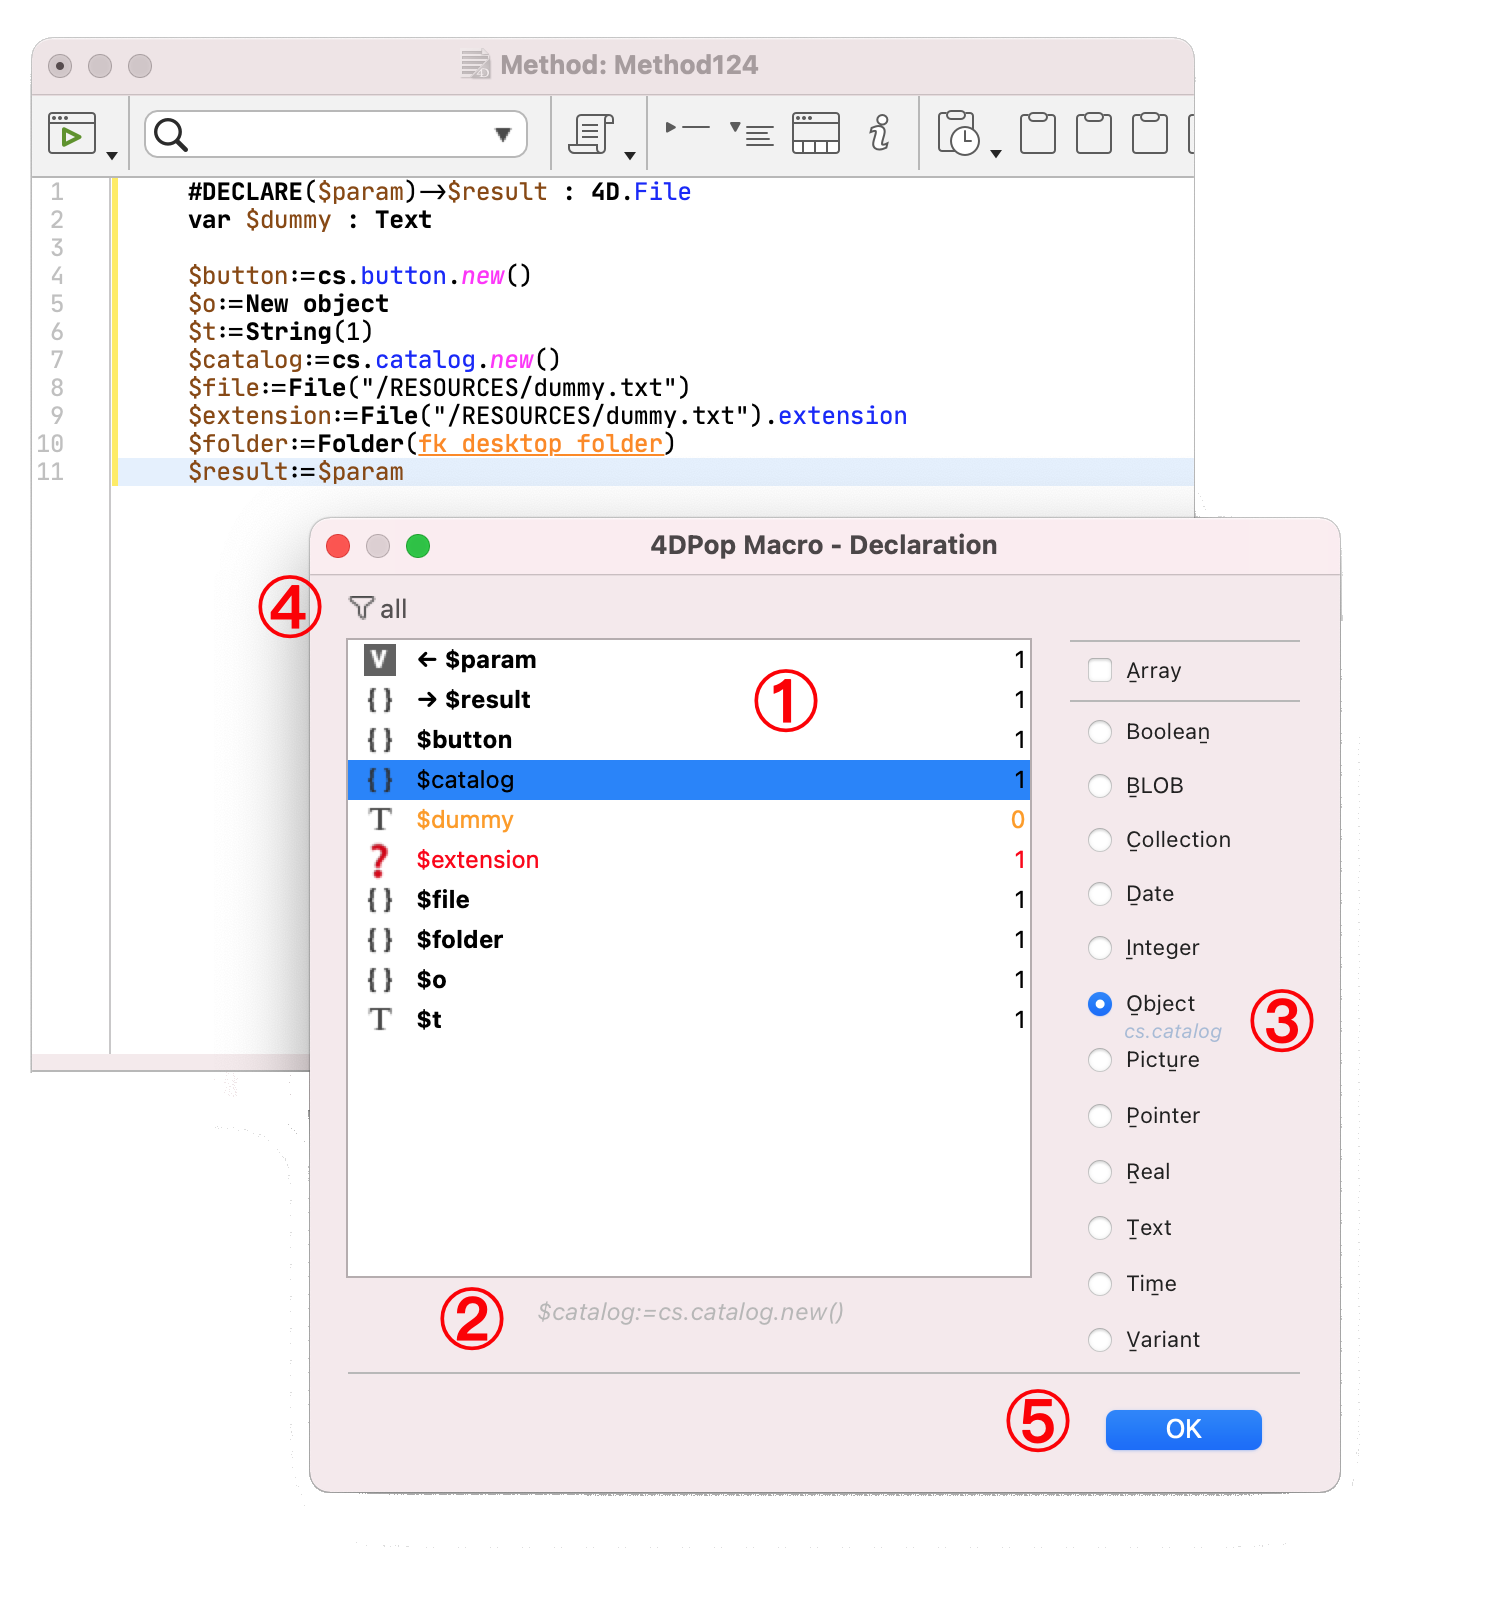 Method: Method124
1 #DECLARE($param)→$result : 4D.File
2 var $dummy : Text
3
4 $button:=cs.button.new()
5 $o:=New object
6 $t:=String(1)
7 $catalog:=cs.catalog.new()
8 $file:=File("/RESOURCES/dummy.txt")
9 $extension:=File("/RESOURCES/dummy.txt").extension
10 $folder:=Folder(fk desktop folder)
11 $result:=$param
4DPop Macro - Declaration
④ all
V ← $param 1
{} → $result 1
①
{} $button 1
{} $catalog 1
T $dummy 0
? $extension 1
{} $file 1
{} $folder 1
{} $o 1
T $t 1
② $catalog:=cs.catalog.new()
Array
Boolean
BLOB
Collection
Date
Integer
Object
cs.catalog
③
Picture
Pointer
Real
Text
Time
Variant
⑤ OK